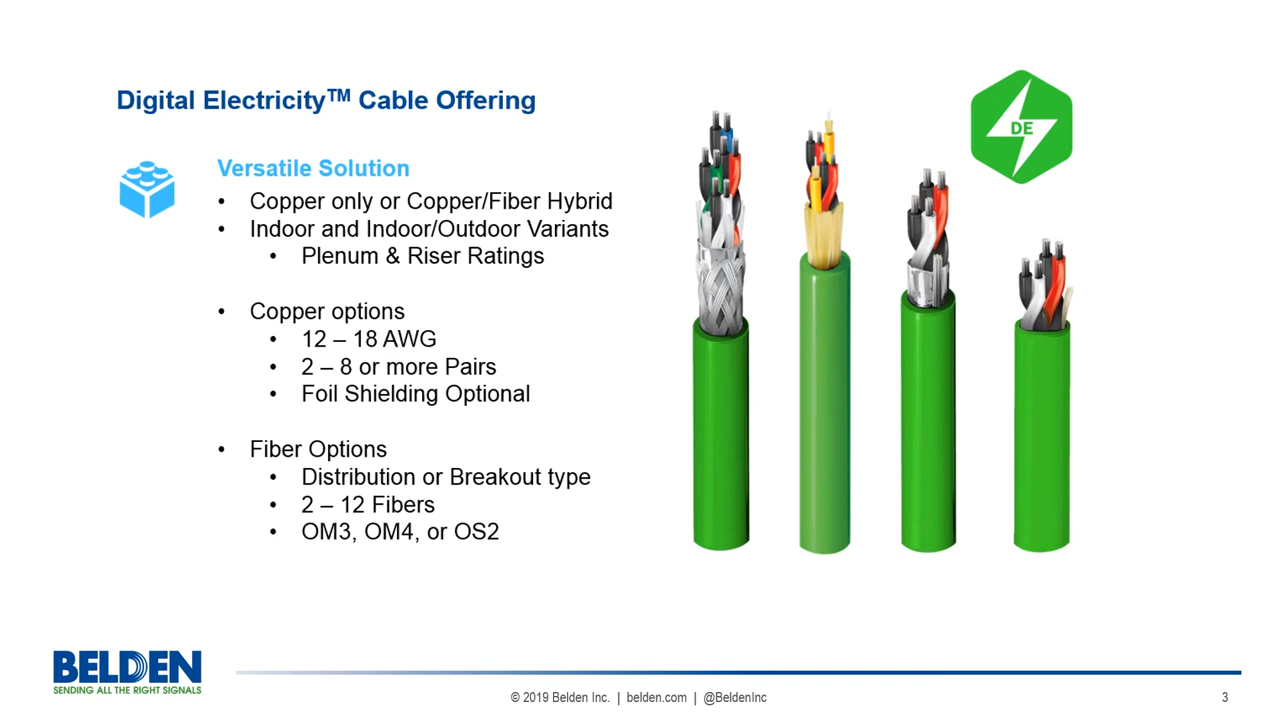 Digital Electricity™ Cable Offering
DE
Versatile Solution
• Copper only or Copper/Fiber Hybrid
• Indoor and Indoor/Outdoor Variants
• Plenum & Riser Ratings
• Copper options
• 12 – 18 AWG
• 2 – 8 or more Pairs
• Foil Shielding Optional
• Fiber Options
• Distribution or Breakout type
• 2 – 12 Fibers
• OM3, OM4, or OS2
BELDEN
SENDING ALL THE RIGHT SIGNALS
© 2019 Belden Inc. | belden.com | @BeldenInc
3